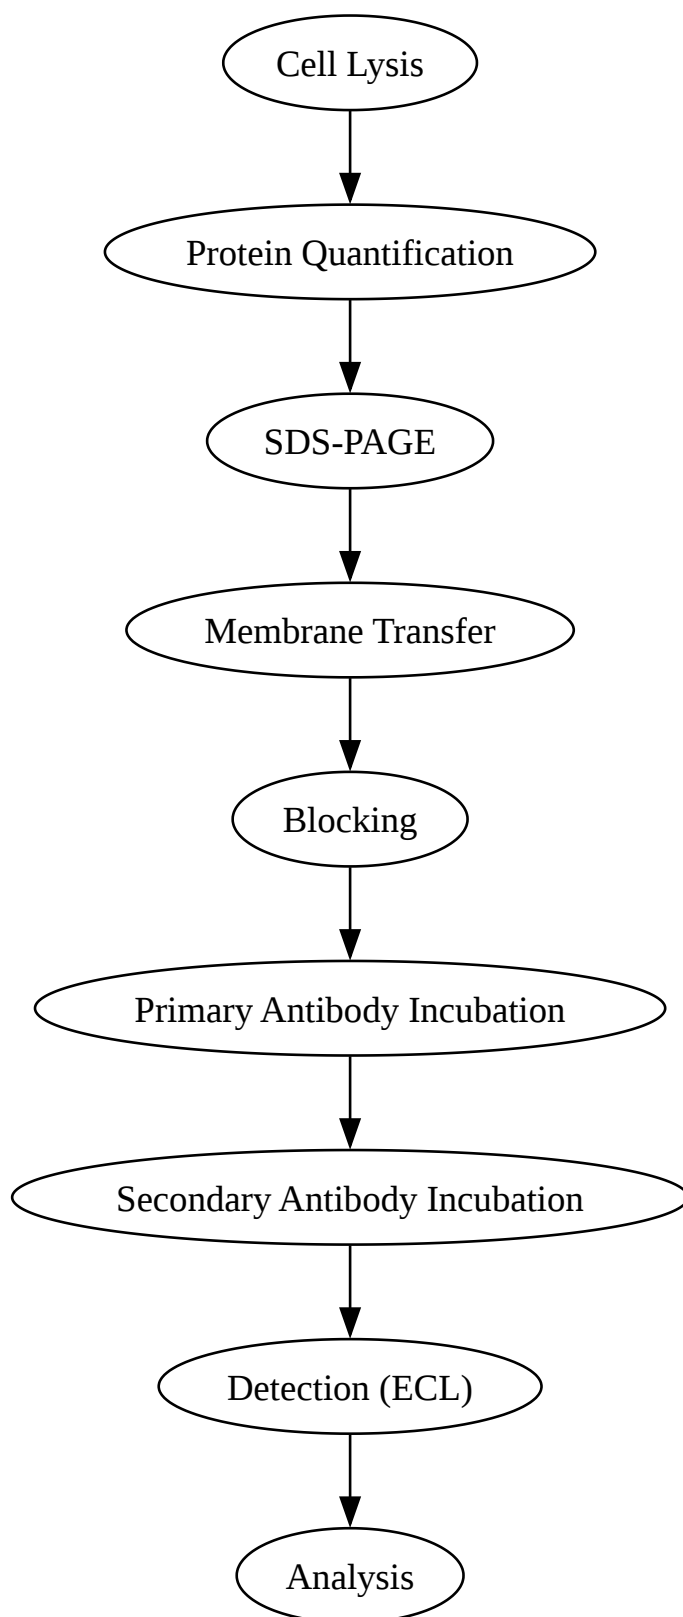 Cell Lysis
Protein Quantification
SDS-PAGE
Membrane Transfer
Blocking
Primary Antibody Incubation
Secondary Antibody Incubation
Detection (ECL)
Analysis